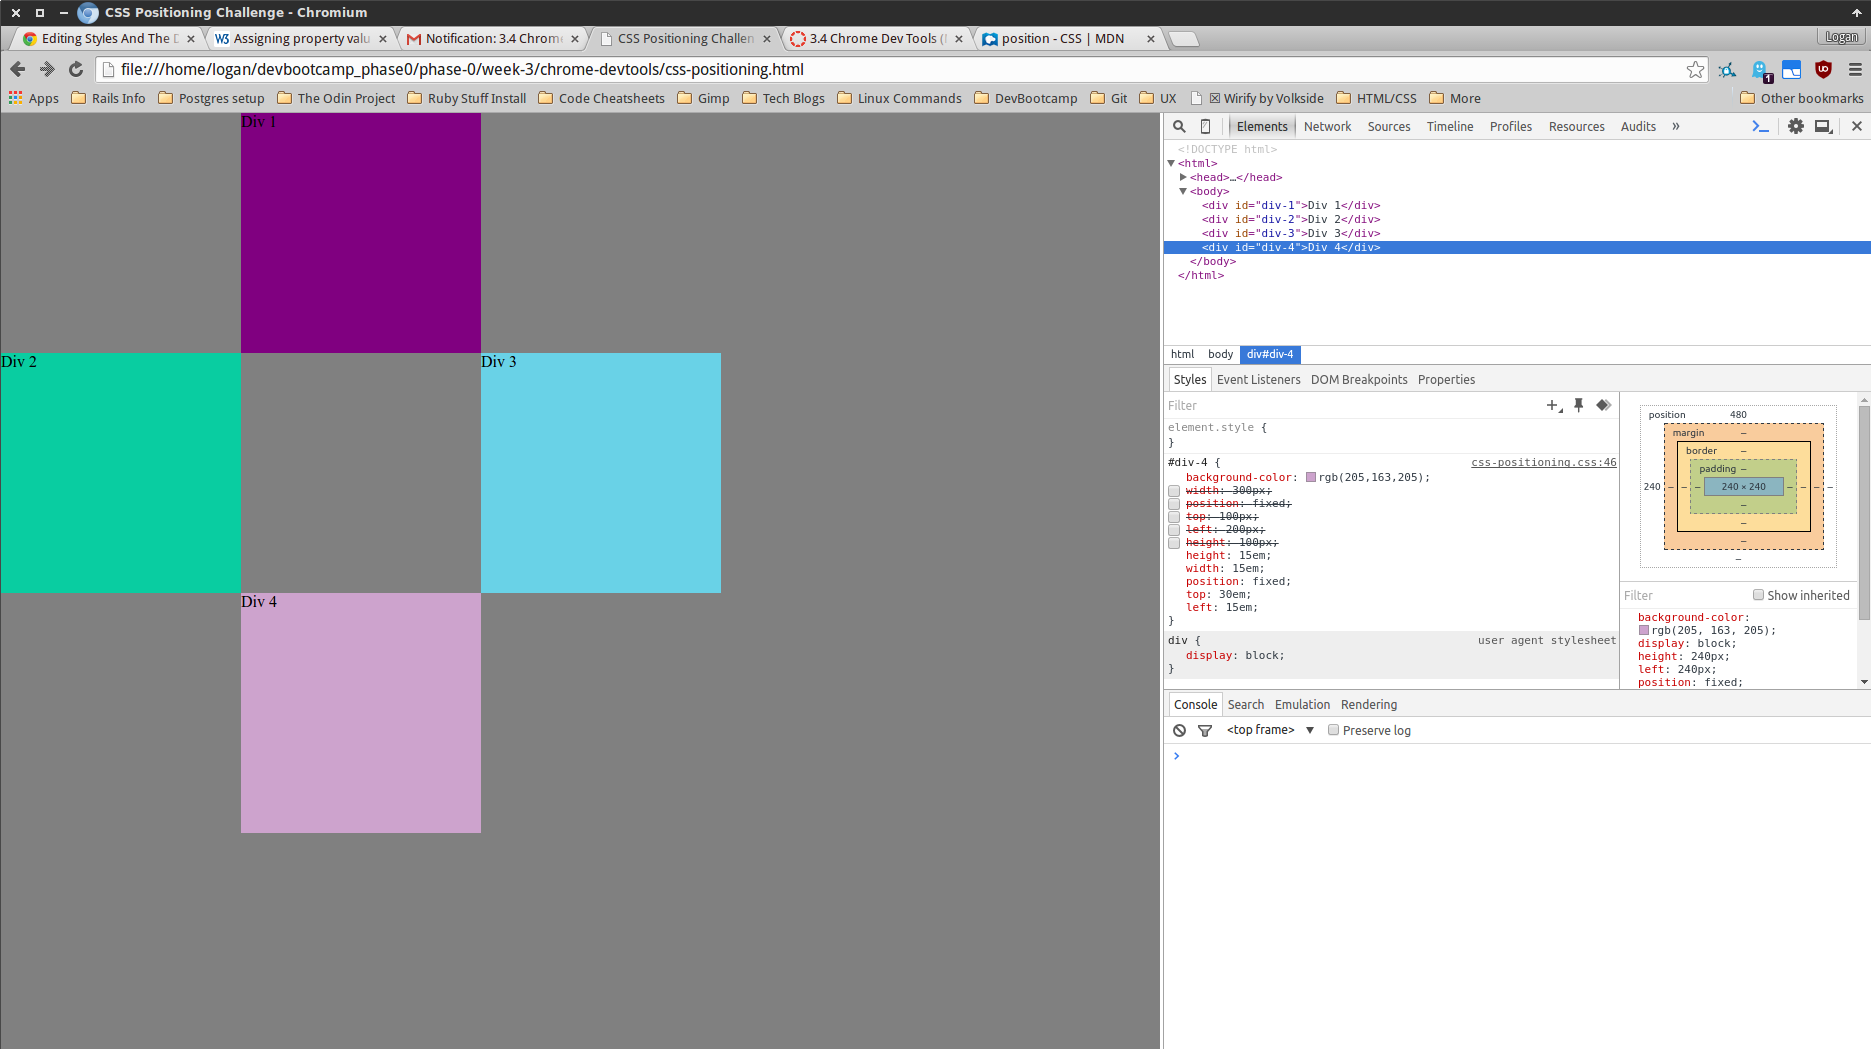 CSS Positioning Challenge - Chromium
Editing Styles And The D
Assigning property valu
Notification: 3.4 Chrome
CSS Positioning Challen
3.4 Chrome Dev Tools (
position - CSS | MDN
Logan
file:///home/logan/devbootcamp_phase0/phase-0/week-3/chrome-devtools/css-positioning.html
1
Apps Rails Info Postgres setup The Odin Project Ruby Stuff Install Code Cheatsheets Gimp Tech Blogs Linux Commands DevBootcamp Git UX Wirify by Volkside HTML/CSS More Other bookmarks
Div 1
Div 2
Div 3
Div 4
Elements Network Sources Timeline Profiles Resources Audits »
<!DOCTYPE html>
▼<html>
▶<head>…</head>
▼<body>
<div id="div-1">Div 1</div>
<div id="div-2">Div 2</div>
<div id="div-3">Div 3</div>
<div id="div-4">Div 4</div>
</body>
</html>
html body div#div-4
Styles Event Listeners DOM Breakpoints Properties
Filter
element.style {
}
#div-4 { css-positioning.css:46
background-color: rgb(205,163,205);
width: 300px;
position: fixed;
top: 100px;
left: 200px;
height: 100px;
height: 15em;
width: 15em;
position: fixed;
top: 30em;
left: 15em;
}
div { user agent stylesheet
display: block;
}
position 480
margin –
border –
padding –
240 – – – 240 × 240 – – – –
–
–
–
–
Filter Show inherited
background-color:
rgb(205, 163, 205);
display: block;
height: 240px;
left: 240px;
position: fixed;
Console Search Emulation Rendering
<top frame> ▼ Preserve log
>